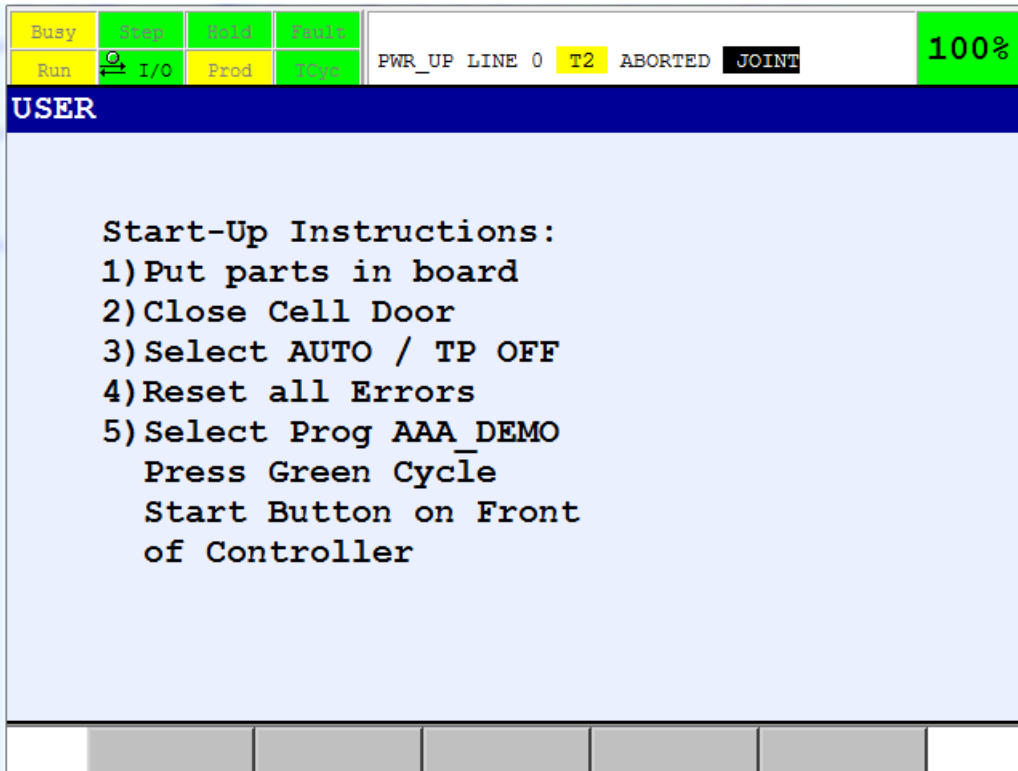 Busy Step Hold Fault
Run I/O Prod TCyc
PWR_UP LINE 0 T2 ABORTED JOINT
100%
USER
Start-Up Instructions:
1)Put parts in board
2)Close Cell Door
3)Select AUTO / TP OFF
4)Reset all Errors
5)Select Prog AAA_DEMO
Press Green Cycle
Start Button on Front
of Controller